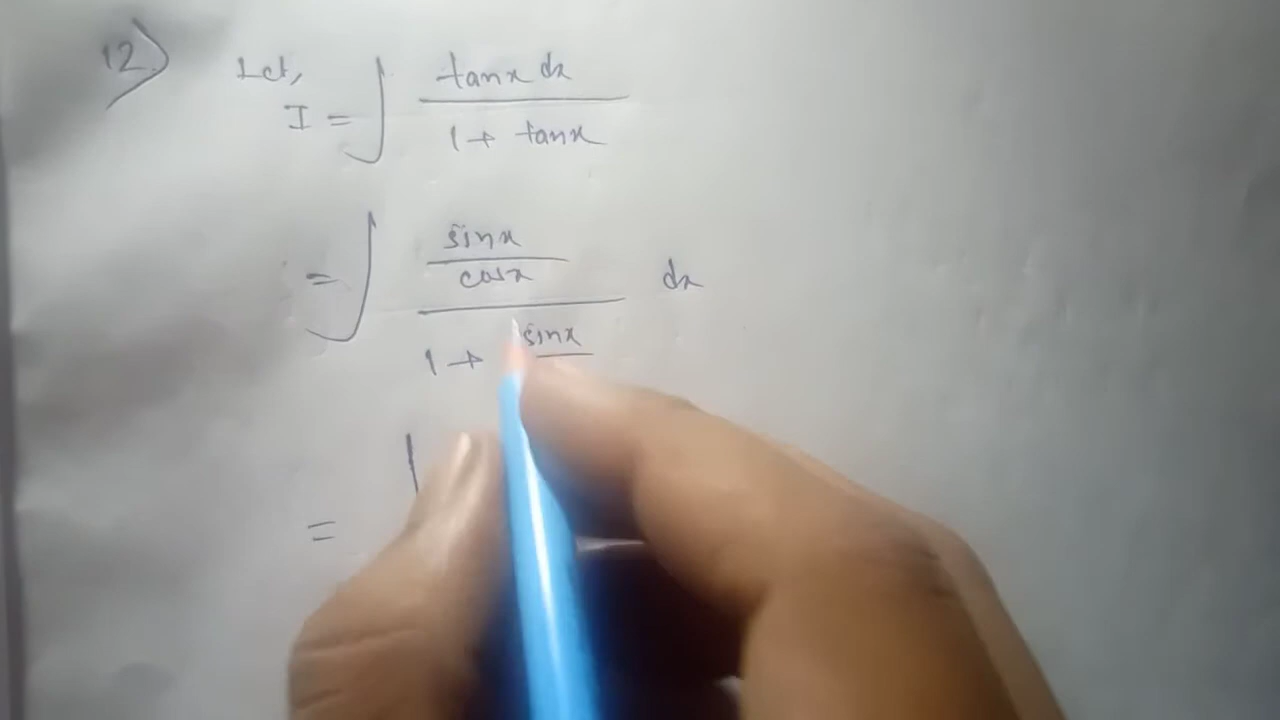 12)
Let,
I = ∫ tanx dx / 1 + tanx
= ∫ sinx / cosx / 1 + sinx dx
=